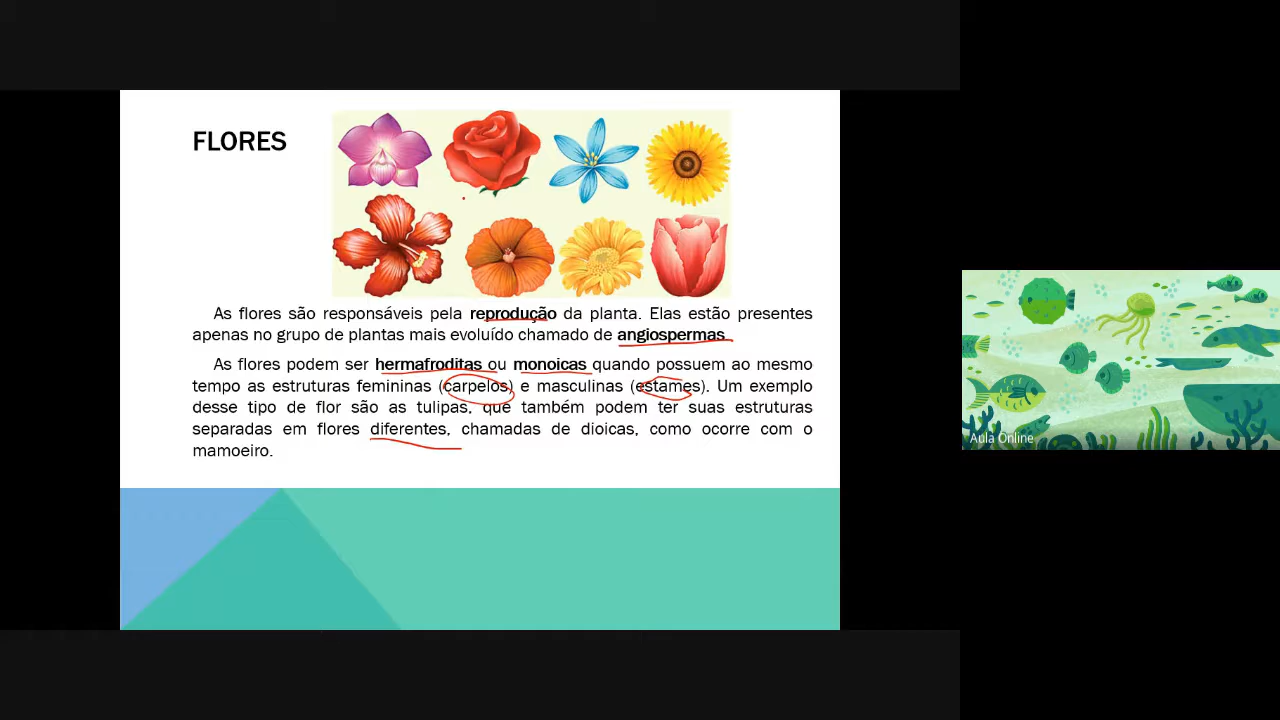 FLORES
As flores são responsáveis pela reprodução da planta. Elas estão presentes
apenas no grupo de plantas mais evoluído chamado de angiospermas
As flores podem ser hermafroditas ou monoicas quando possuem ao mesmo
tempo as estruturas femininas (carpelos) e masculinas (estames). Um exemplo
desse tipo de flor são as tulipas, que também podem ter suas estruturas
separadas em flores diferentes, chamadas de dioicas, como ocorre com o
mamoeiro.
Aula Online